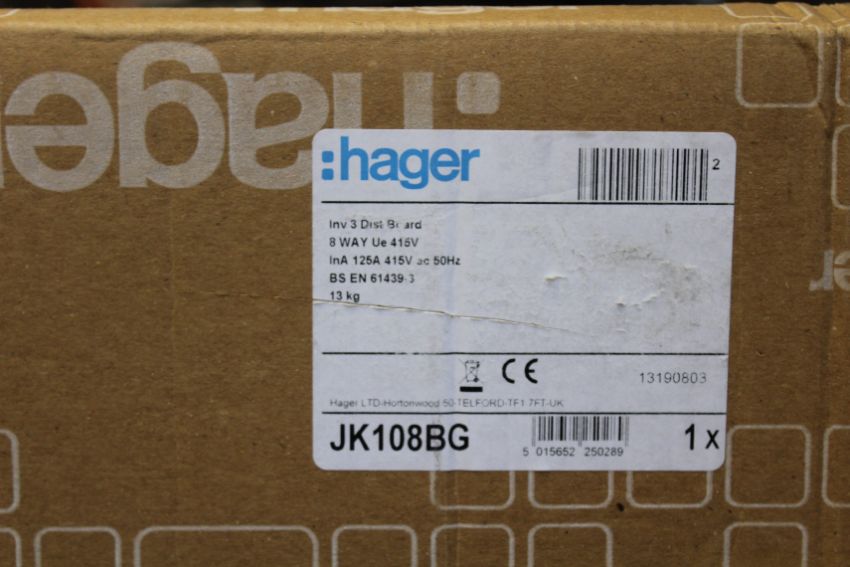 :hager
:hager
2
Inv 3 Dist Board
8 WAY Ue 415V
InA 125A 415V ac 50Hz
BS EN 61439-3
13 kg
CE
13190803
Hager LTD-Hortonwood 50-TELFORD-TF1 7FT-UK
JK108BG
5 015652 250289
1 x